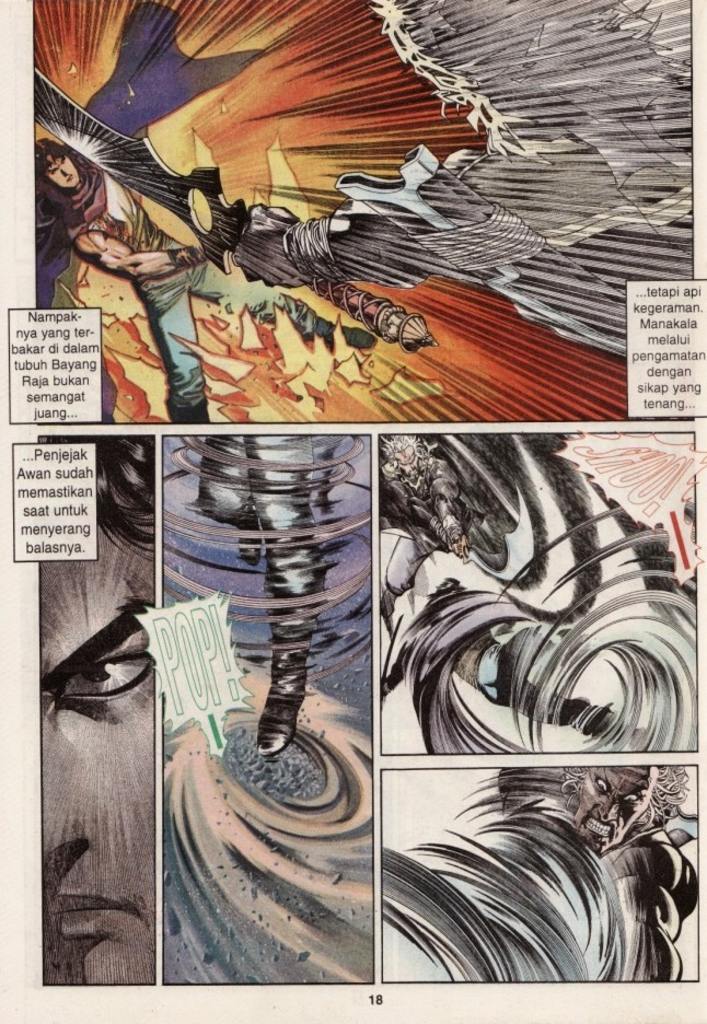 Nampak-
nya yang ter-
bakar di dalam
tubuh Bayang
Raja bukan
semangat
juang...
...tetapi api
kegeraman.
Manakala
melalui
pengamatan
dengan
sikap yang
tenang...
...Penjejak
Awan sudah
memastikan
saat untuk
menyerang
balasnya.
POP!
18